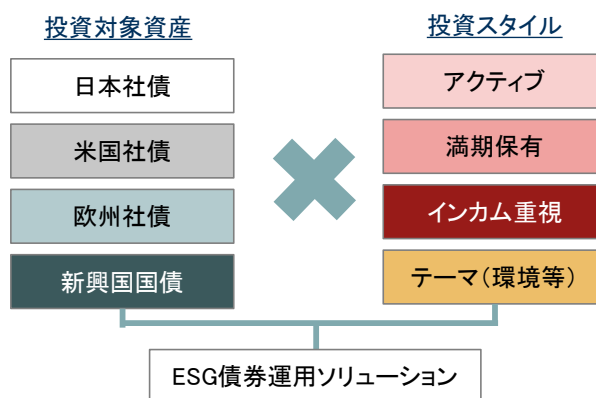 投資対象資産
日本社債
米国社債
欧州社債
新興国国債
投資スタイル
アクティブ
満期保有
インカム重視
テーマ（環境等）
ESG債券運用ソリューション